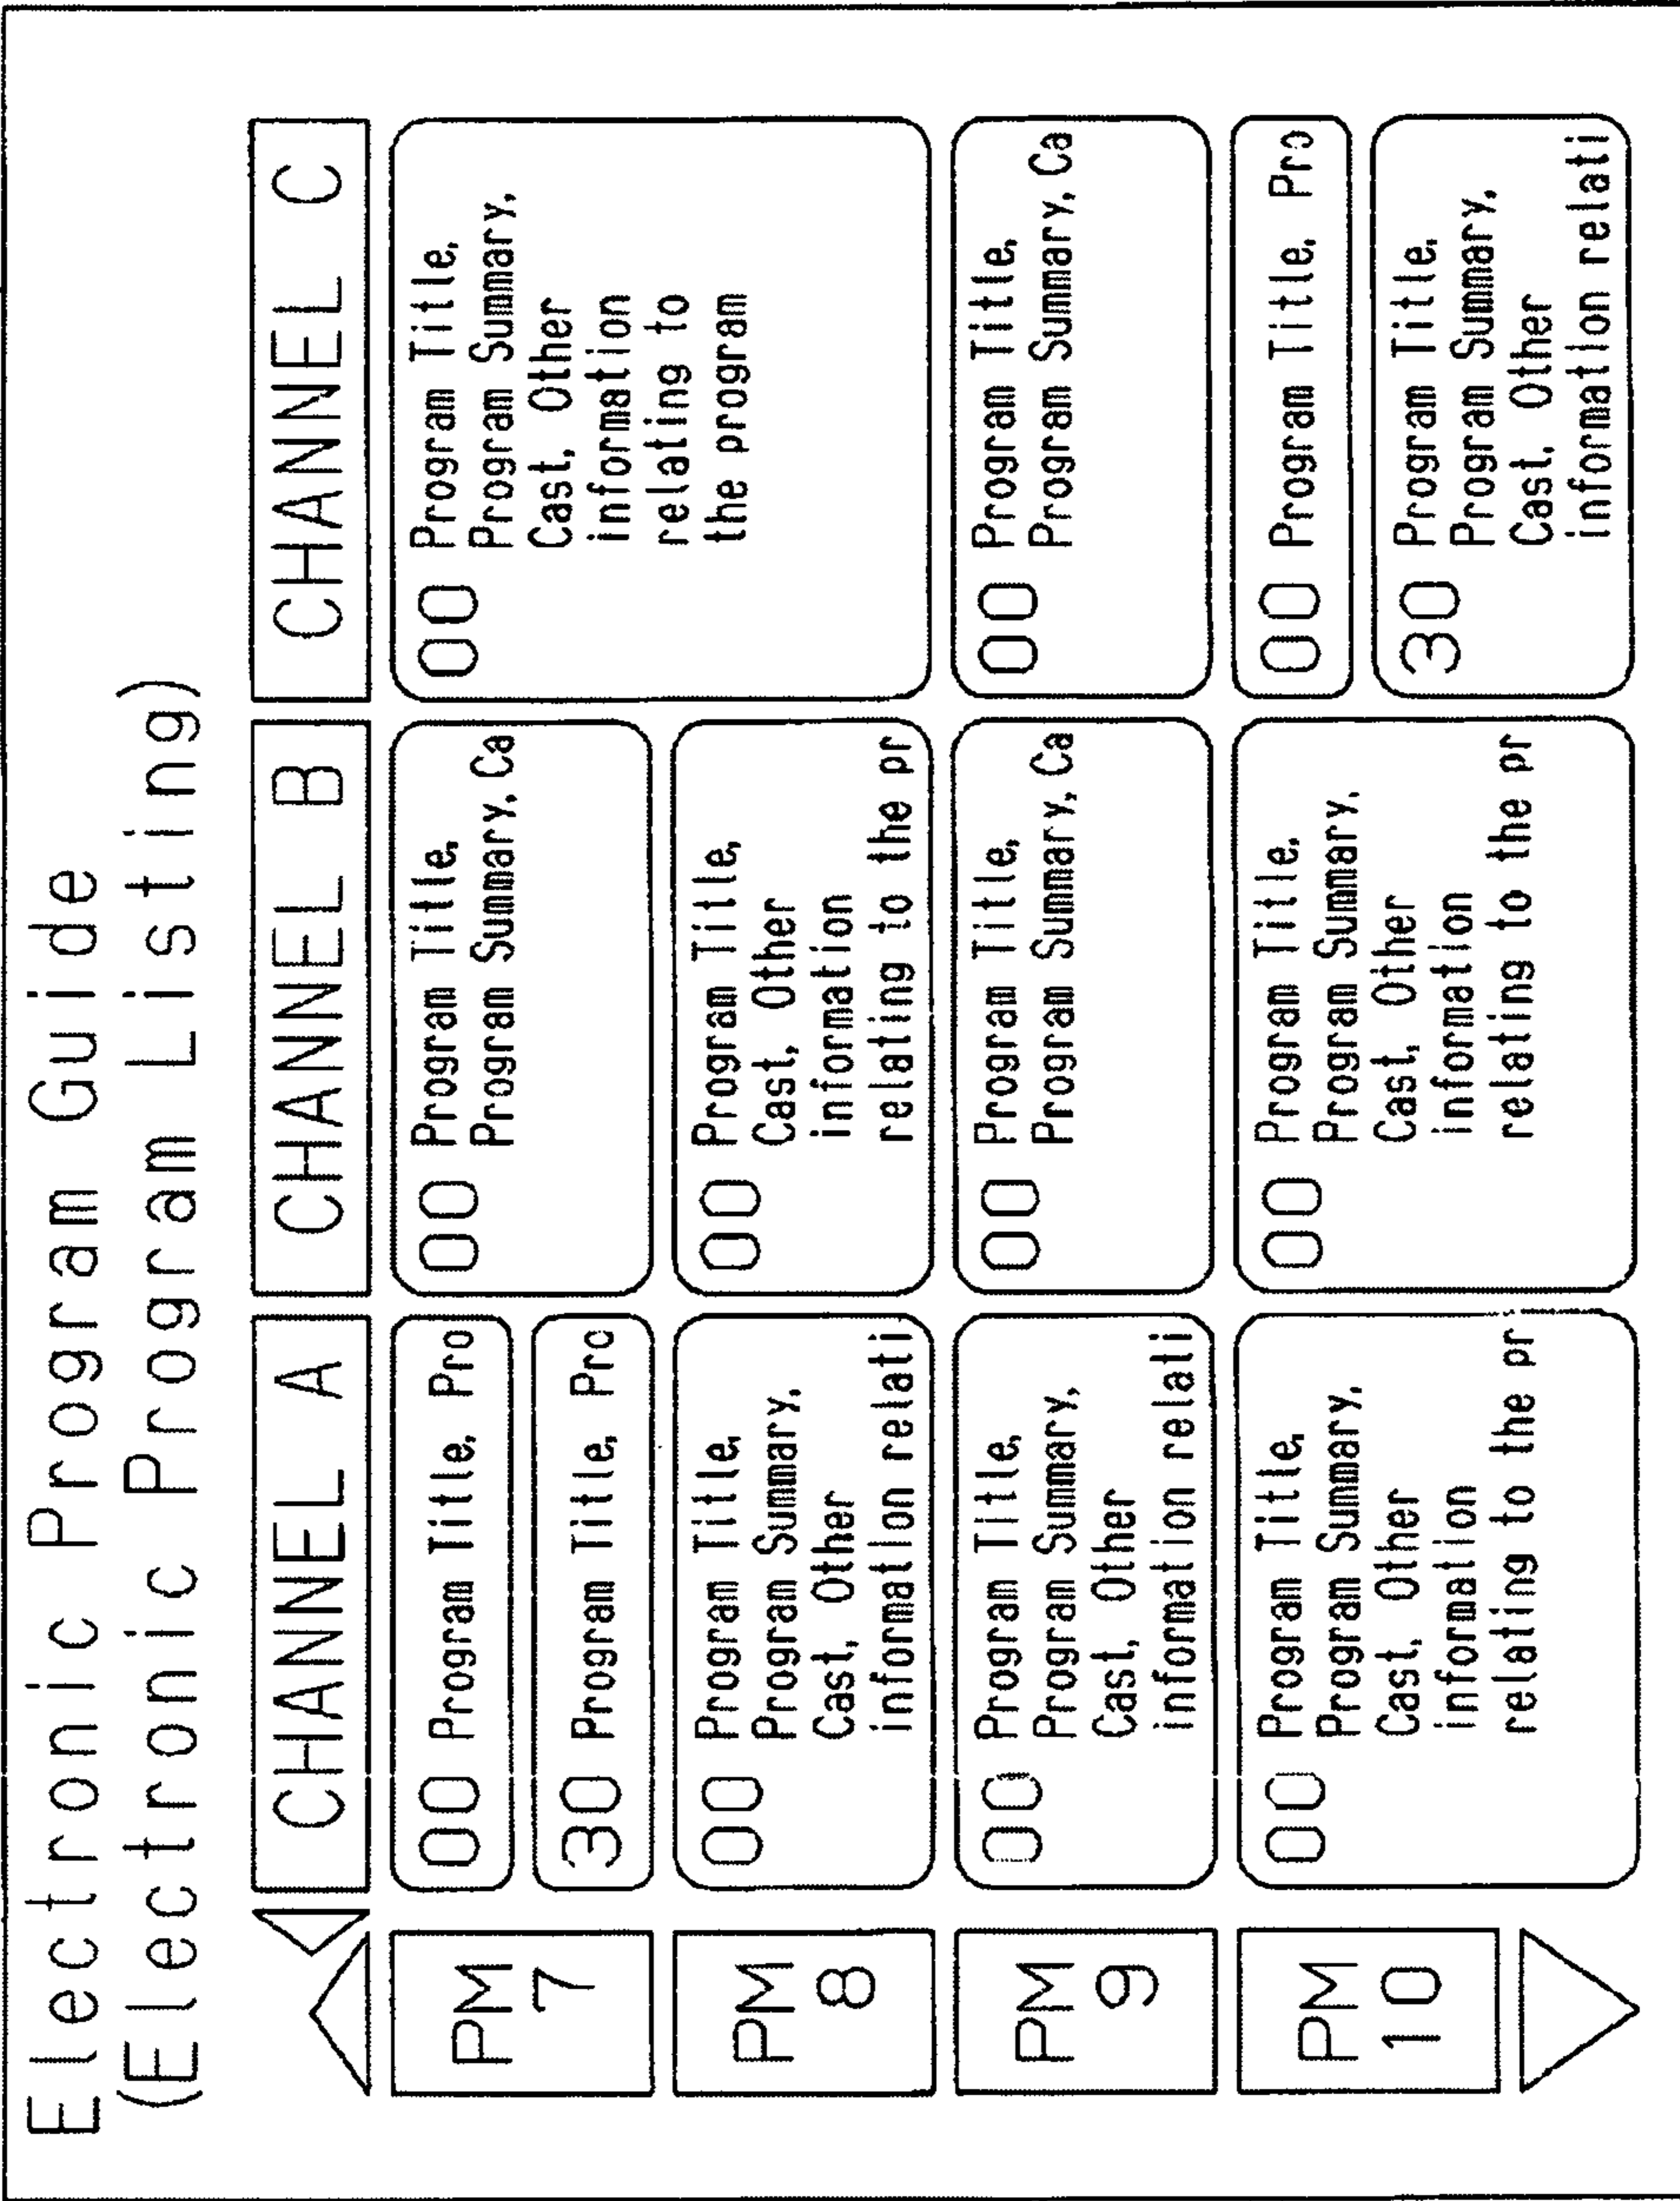 Electronic Program Guide
(Electronic Program Listing)
CHANNEL A
CHANNEL B
CHANNEL C
PM
7
00 Program Title, Pro
30 Program Title, Pro
00 Program Title,
Program Summary, Ca
00 Program Title,
Program Summary,
Cast, Other
information
relating to
the program
PM
8
00 Program Title,
Program Summary,
Cast, Other
information relati
00 Program Title,
Cast, Other
information
relating to the pr
PM
9
00 Program Title,
Program Summary,
Cast, Other
information relati
00 Program Title,
Program Summary, Ca
00 Program Title,
Program Summary, Ca
PM
10
00 Program Title,
Program Summary,
Cast, Other
information
relating to the pr
00 Program Title,
Program Summary,
Cast, Other
information
relating to the pr
00 Program Title, Pro
30 Program Title,
Program Summary,
Cast, Other
information relati